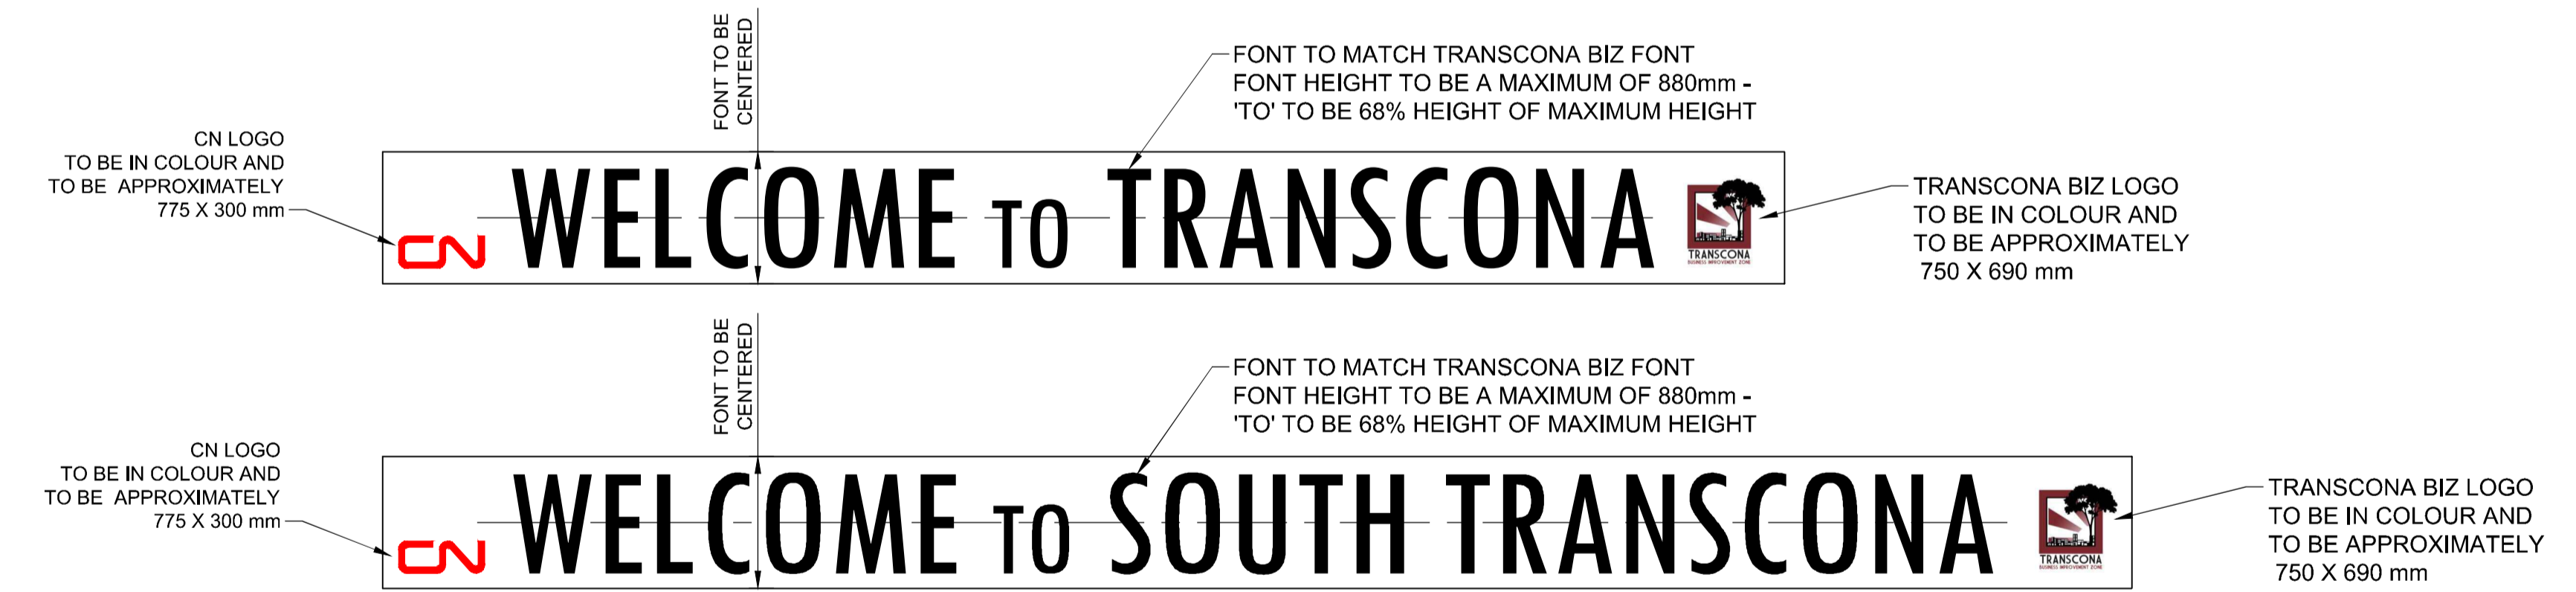 FONT TO BE
CENTERED
FONT TO MATCH TRANSCONA BIZ FONT
FONT HEIGHT TO BE A MAXIMUM OF 880mm -
'TO' TO BE 68% HEIGHT OF MAXIMUM HEIGHT
CN LOGO
TO BE IN COLOUR AND
TO BE APPROXIMATELY
775 X 300 mm
CN WELCOME TO TRANSCONA
TRANSCONA
BUSINESS IMPROVEMENT ZONE
TRANSCONA BIZ LOGO
TO BE IN COLOUR AND
TO BE APPROXIMATELY
750 X 690 mm
FONT TO BE
CENTERED
FONT TO MATCH TRANSCONA BIZ FONT
FONT HEIGHT TO BE A MAXIMUM OF 880mm -
'TO' TO BE 68% HEIGHT OF MAXIMUM HEIGHT
CN LOGO
TO BE IN COLOUR AND
TO BE APPROXIMATELY
775 X 300 mm
CN WELCOME TO SOUTH TRANSCONA
TRANSCONA
BUSINESS IMPROVEMENT ZONE
TRANSCONA BIZ LOGO
TO BE IN COLOUR AND
TO BE APPROXIMATELY
750 X 690 mm